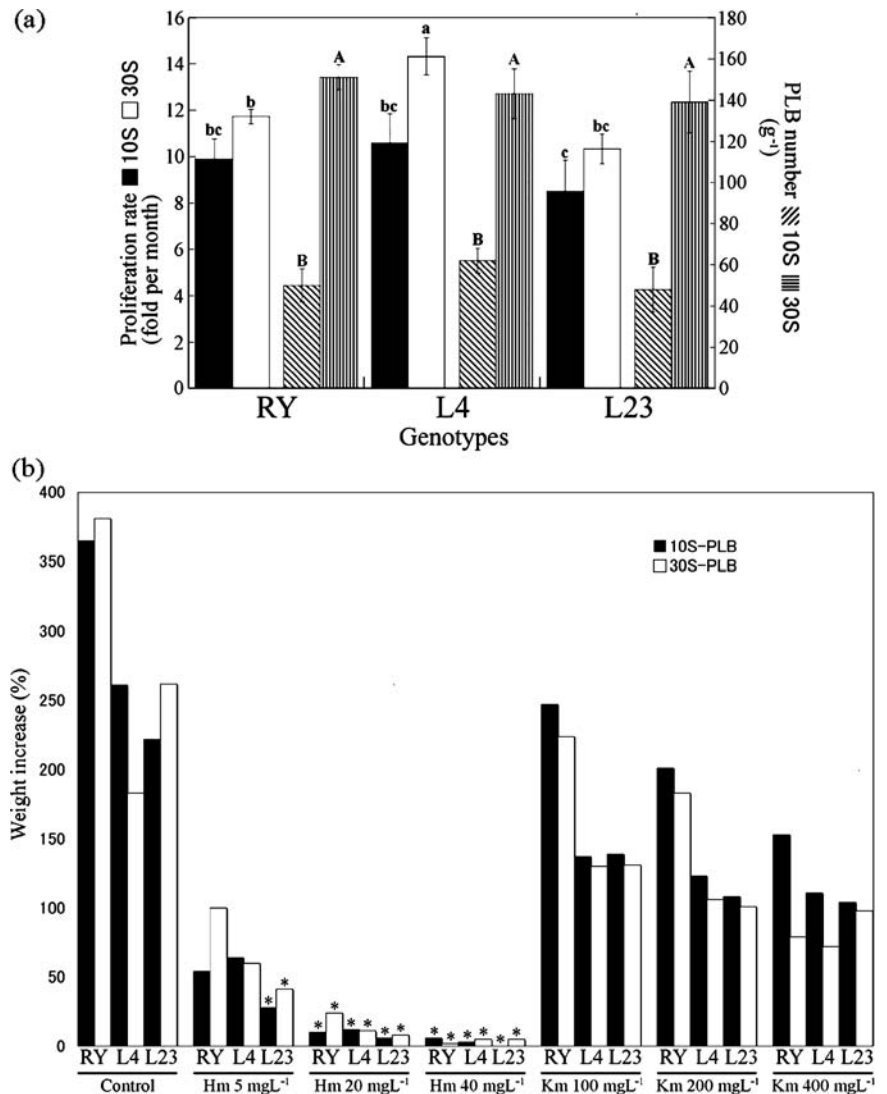 (a)
16
14
12
10
8
6
4
2
0
Proliferation rate
(fold per month)
10S 30S
bc
b
B
A
bc
a
B
A
c
bc
B
A
180
160
140
120
100
80
60
40
20
0
PLB number
(g⁻¹)
10S 30S
RY L4 L23
Genotypes
(b)
400
350
300
250
200
150
100
50
0
Weight increase (%)
10S-PLB
30S-PLB
* *
* * * * * *
* * * * * *
RY L4 L23 RY L4 L23 RY L4 L23 RY L4 L23 RY L4 L23 RY L4 L23 RY L4 L23
Control Hm 5 mgL⁻¹ Hm 20 mgL⁻¹ Hm 40 mgL⁻¹ Km 100 mgL⁻¹ Km 200 mgL⁻¹ Km 400 mgL⁻¹